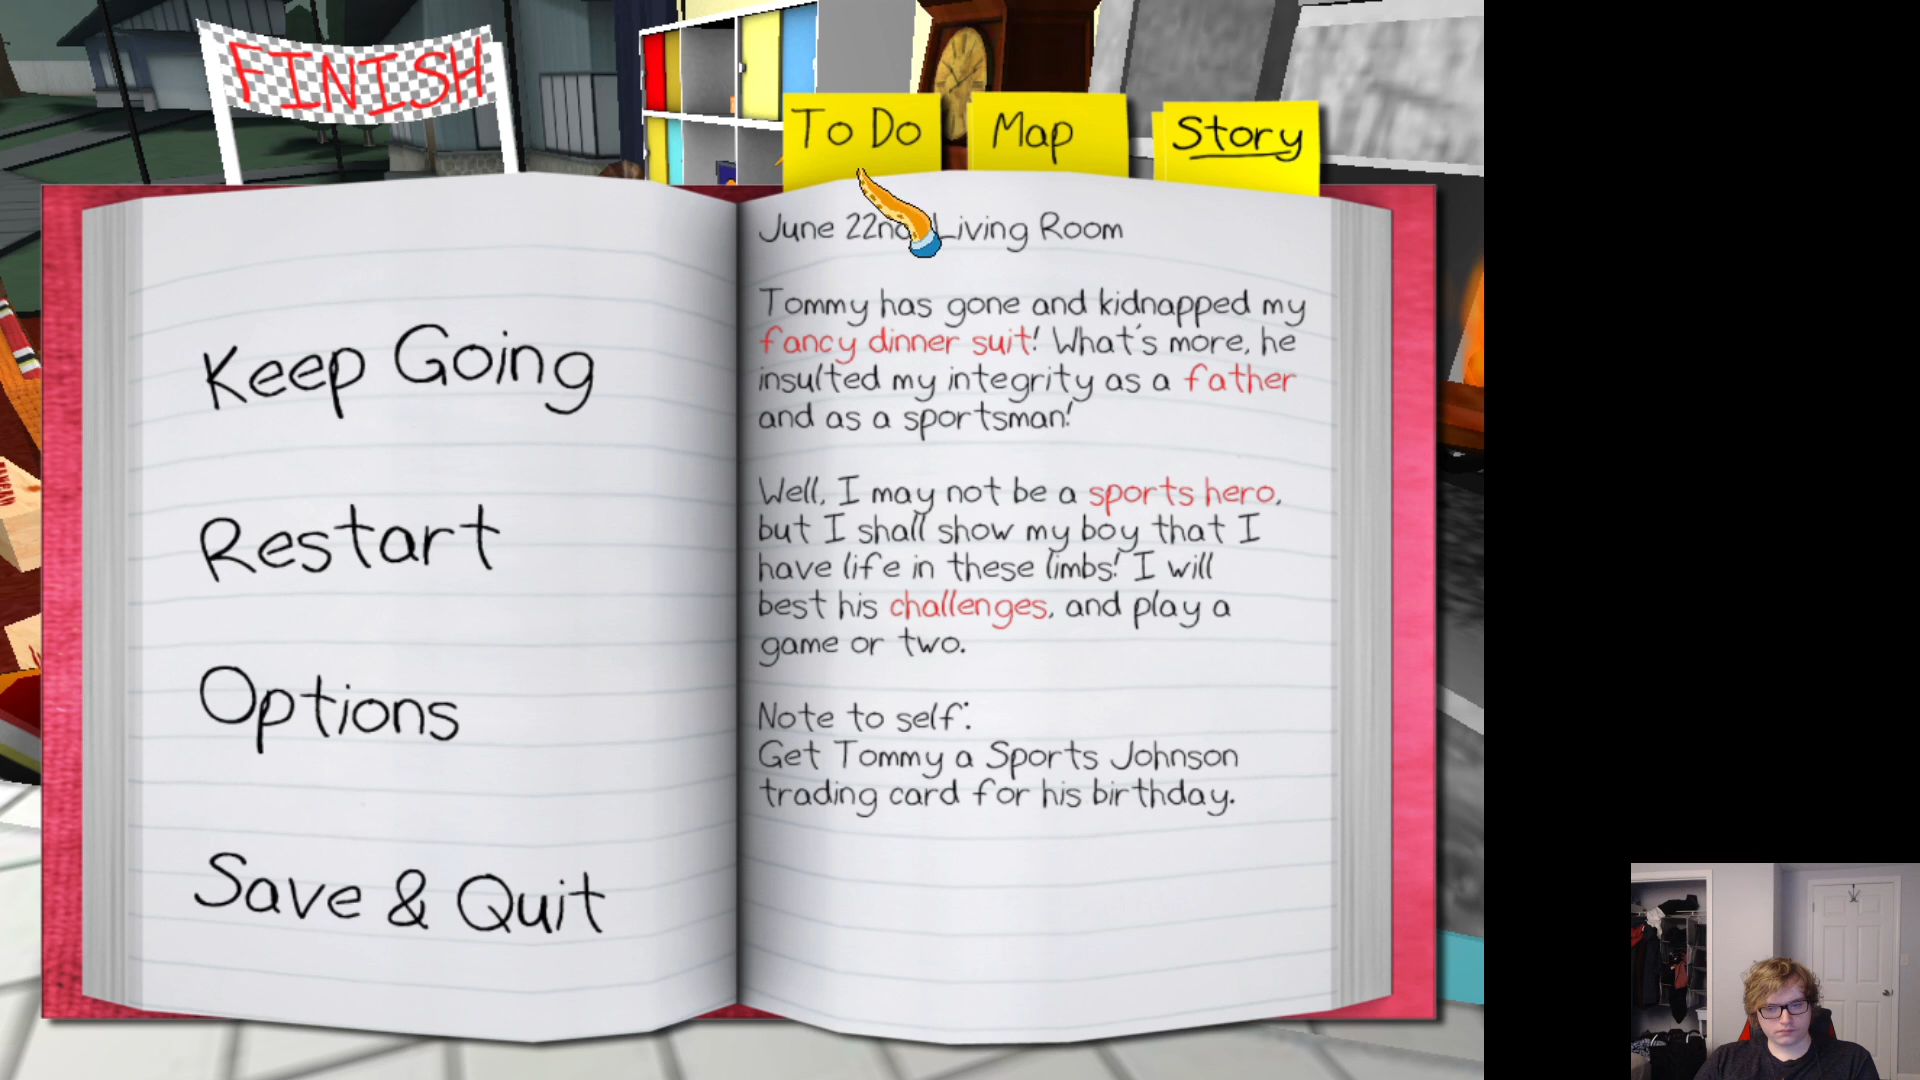 FINISH
To Do
Map
Story
June 22nd, Living Room
Tommy has gone and kidnapped my
fancy dinner suit! What's more, he
insulted my integrity as a father
and as a sportsman!
Well, I may not be a sports hero,
but I shall show my boy that I
have life in these limbs! I will
best his challenges, and play a
game or two.
Note to self:
Get Tommy a Sports Johnson
trading card for his birthday.
Keep Going
Restart
Options
Save & Quit